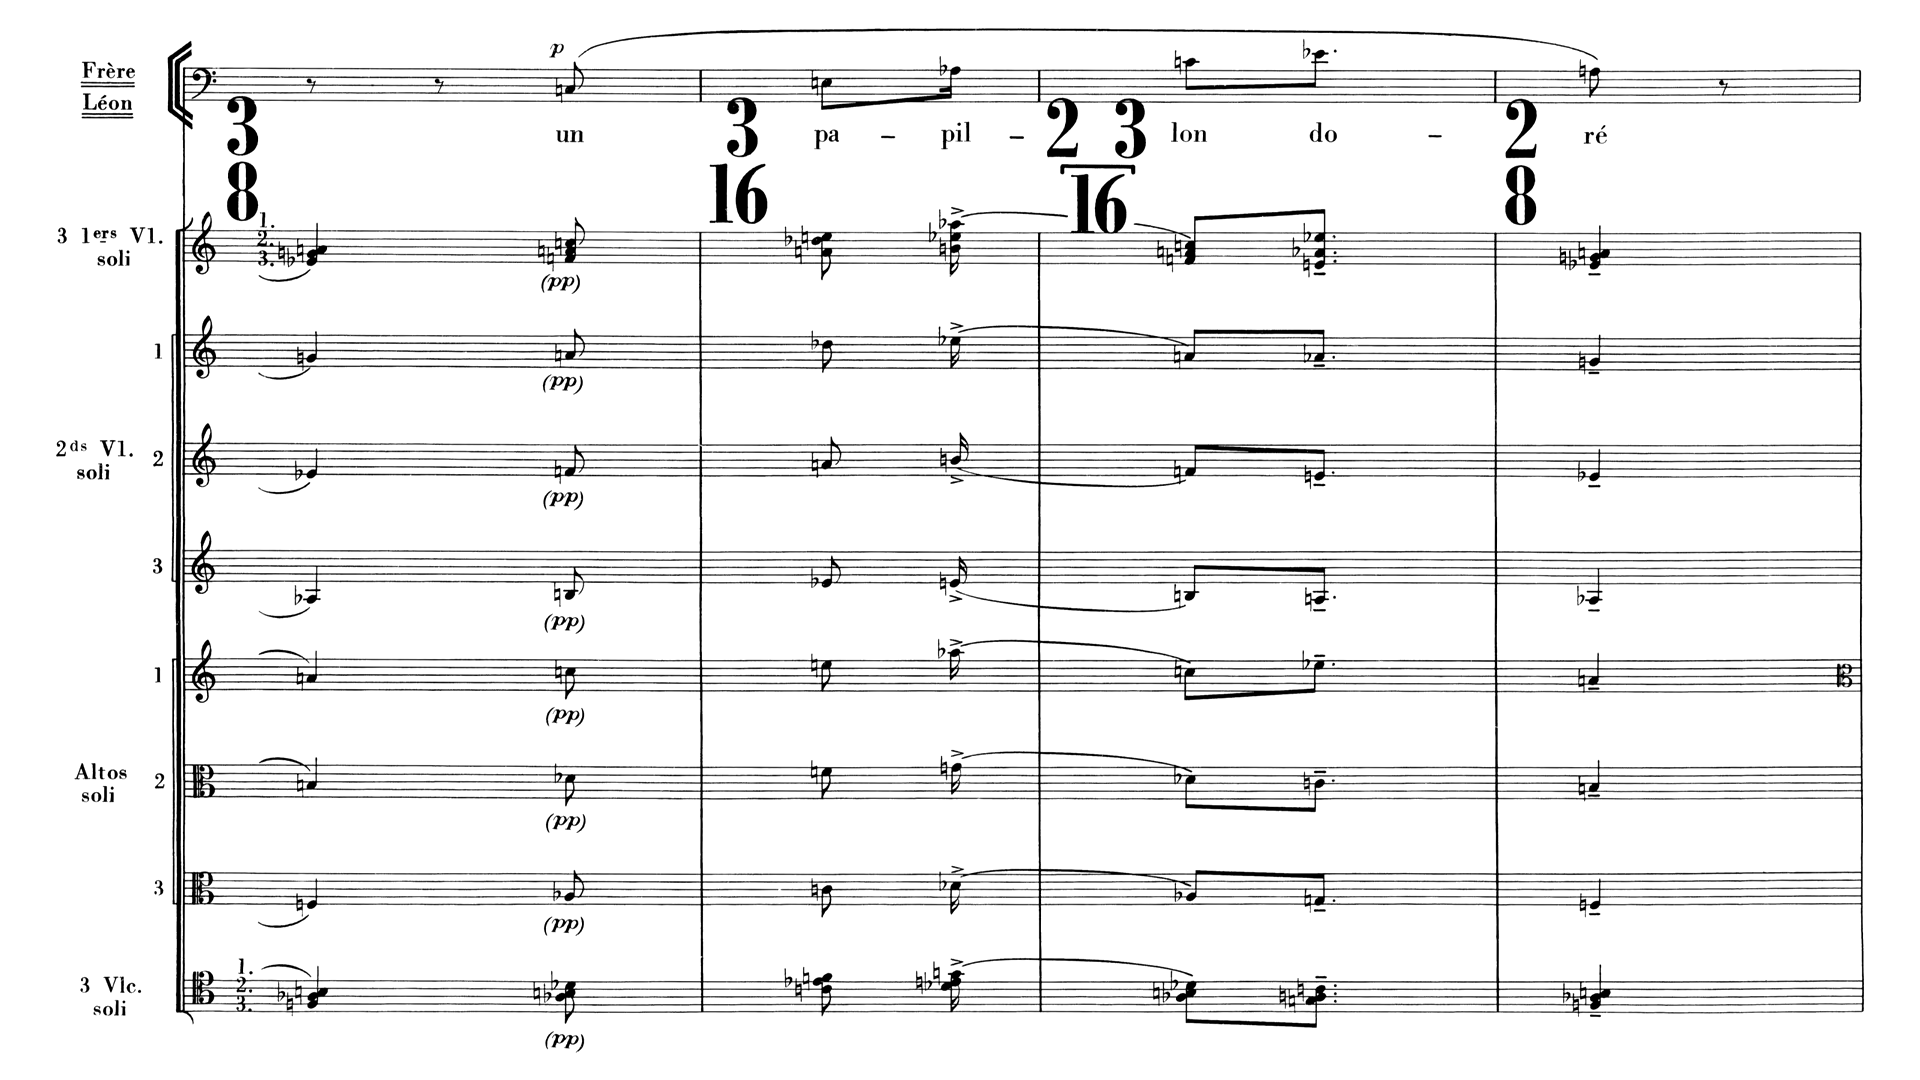 Frère
Léon
p
3 8
3 16
2 3 16
2 8
un pa – pil – lon do – ré
3 1ers Vl.
soli
1.
2.
3.
(pp)
1
(pp)
2ds Vl.
soli
2
(pp)
3
(pp)
1
(pp)
Altos
soli
2
(pp)
3
(pp)
3 Vlc.
soli
1.
2.
3.
(pp)